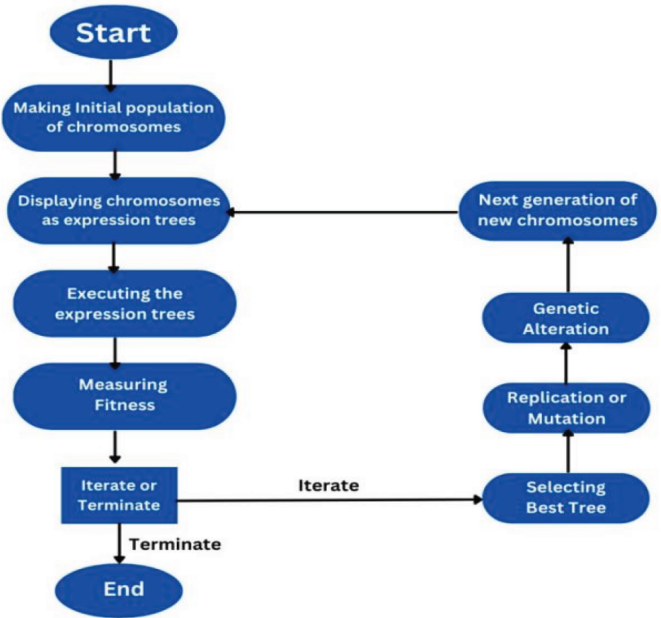 Start
Making Initial population
of chromosomes
Displaying chromosomes
as expression trees
Executing the
expression trees
Measuring
Fitness
Iterate or
Terminate
Iterate
Terminate
End
Selecting
Best Tree
Replication or
Mutation
Genetic
Alteration
Next generation of
new chromosomes